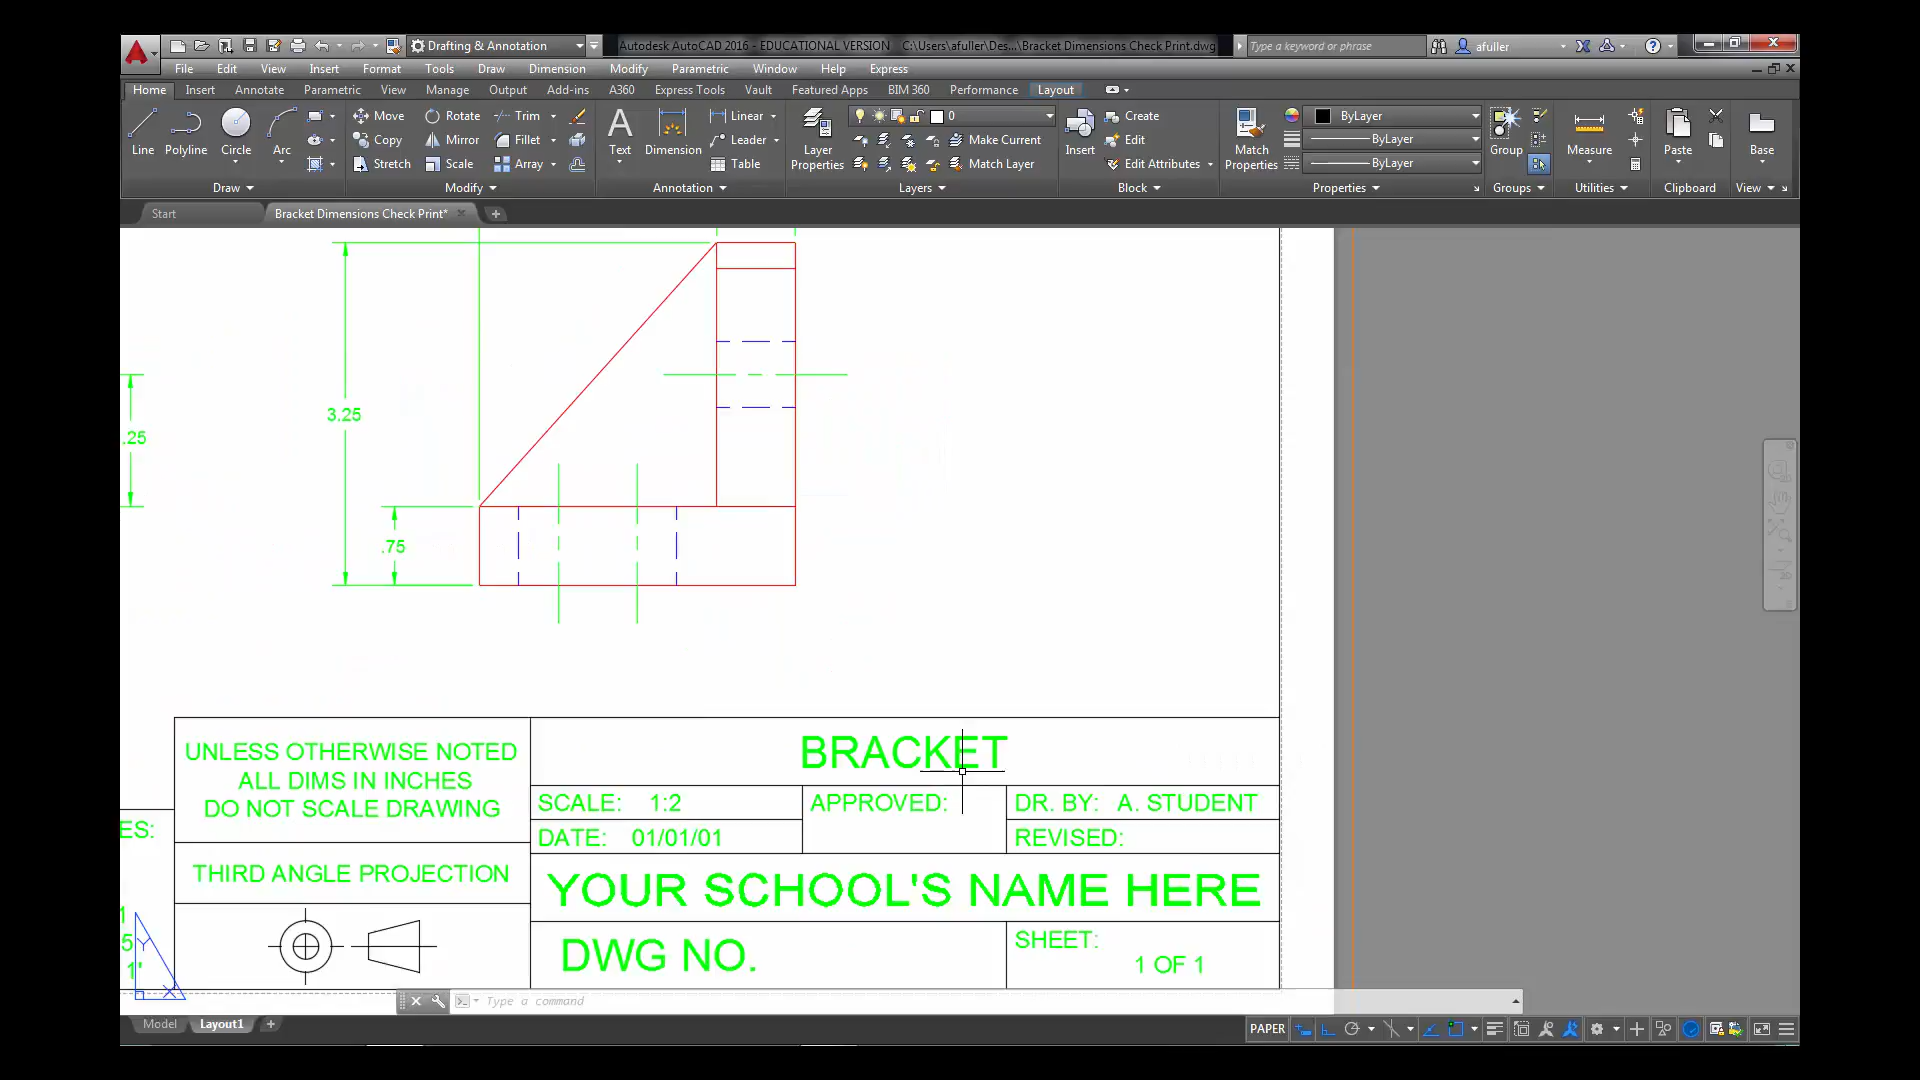 Drafting & Annotation
Autodesk AutoCAD 2016 - EDUCATIONAL VERSION C:\Users\afuller\Des...\Bracket Dimensions Check Print.dwg
Type a keyword or phrase
afuller
File Edit View Insert Format Tools Draw Dimension Modify Parametric Window Help Express
Home Insert Annotate Parametric View Manage Output Add-ins A360 Express Tools Vault Featured Apps BIM 360 Performance Layout
Line Polyline Circle Arc
Move Rotate Trim
Copy Mirror Fillet
Stretch Scale Array
Text Dimension
Linear
Leader
Table
Layer Properties
0
Make Current
Match Layer
Insert
Create
Edit
Edit Attributes
Match Properties
ByLayer
ByLayer
ByLayer
Group
Measure
Paste
Base
Draw Modify Annotation Layers Block Properties Groups Utilities Clipboard View
Start
Bracket Dimensions Check Print*
3.25
.25
.75
UNLESS OTHERWISE NOTED
ALL DIMS IN INCHES
DO NOT SCALE DRAWING
THIRD ANGLE PROJECTION
ES:
1
5
1'
Y
X
BRACKET
SCALE: 1:2
APPROVED:
DR. BY: A. STUDENT
DATE: 01/01/01
REVISED:
YOUR SCHOOL'S NAME HERE
DWG NO.
SHEET:
1 OF 1
Type a command
Model Layout1
PAPER